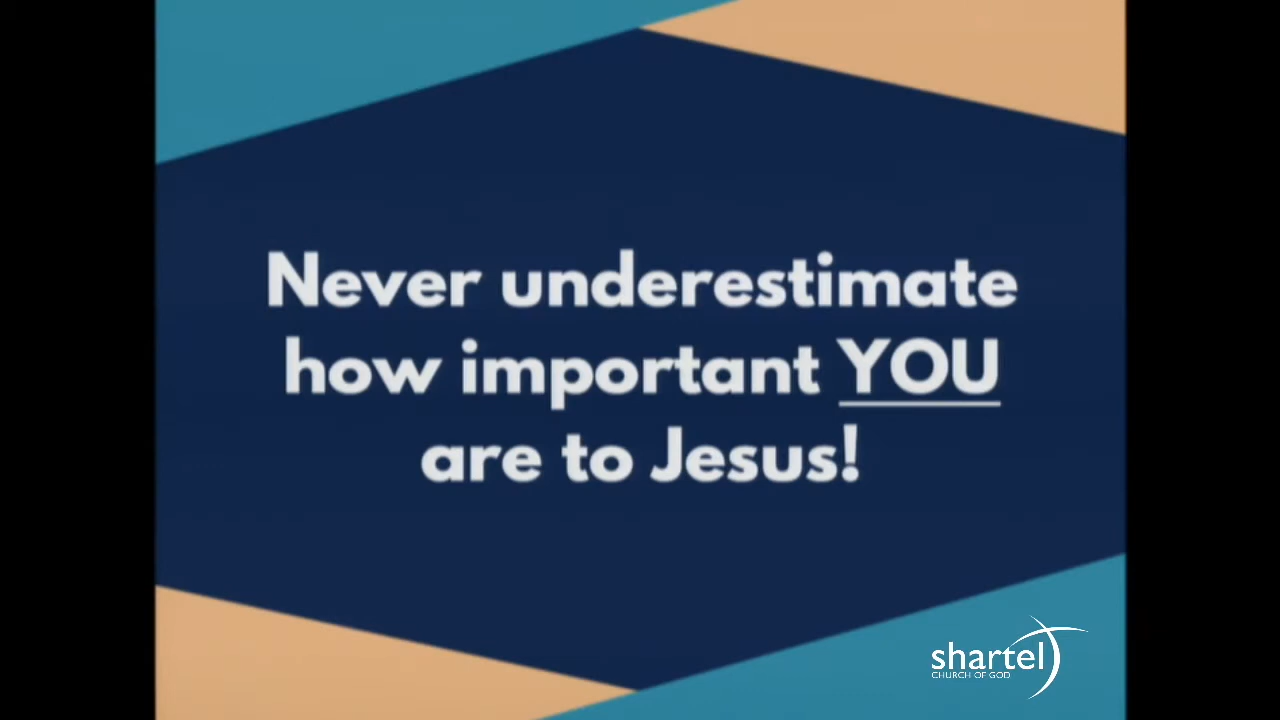 Never underestimate
how important YOU
are to Jesus!
shartel
CHURCH OF GOD